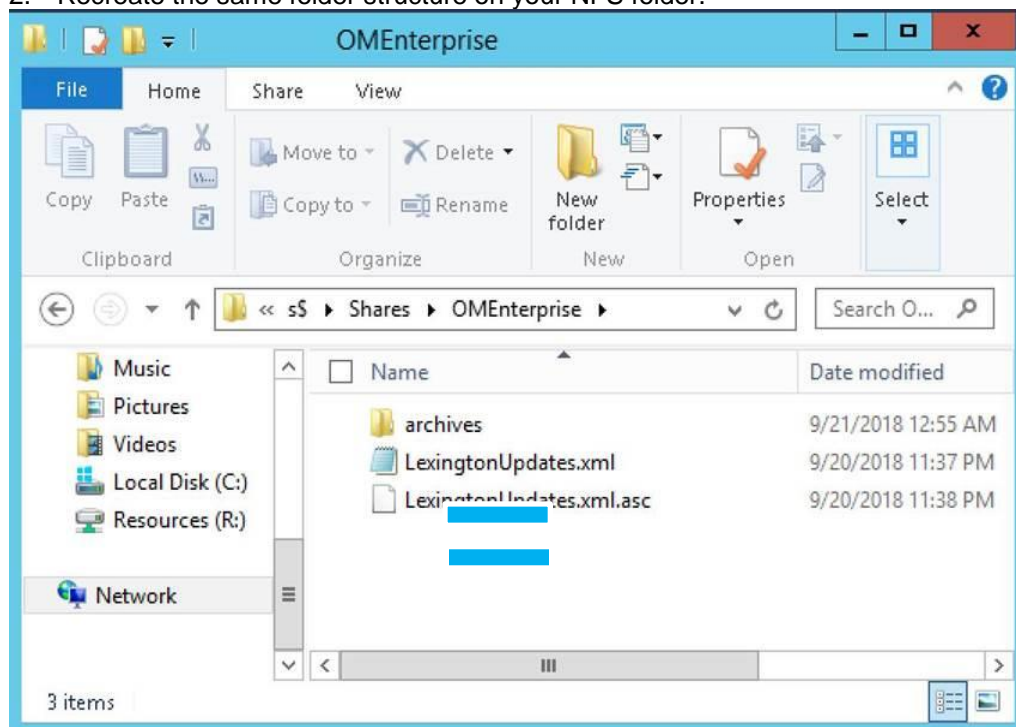 2. Recreate the same folder structure on your NFS folder.
OMEnterprise
File Home Share View
Copy Paste
Move to
Copy to
Delete
Rename
New folder
Properties
Select
Clipboard Organize New Open
« s$ Shares OMEnterprise
Search O...
Name Date modified
Music
Pictures
Videos
Local Disk (C:)
Resources (R:)
Network
archives 9/21/2018 12:55 AM
LexingtonUpdates.xml 9/20/2018 11:37 PM
LexingtonUpdates.xml.asc 9/20/2018 11:38 PM
3 items